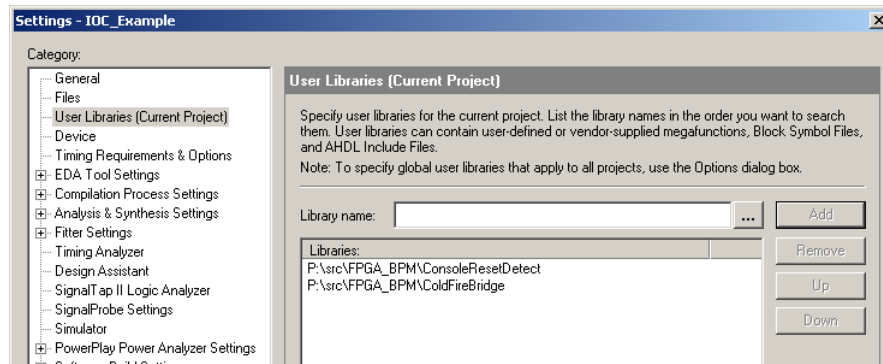 Settings - IOC_Example
Category:
General
Files
User Libraries (Current Project)
Device
Timing Requirements & Options
EDA Tool Settings
Compilation Process Settings
Analysis & Synthesis Settings
Fitter Settings
Timing Analyzer
Design Assistant
SignalTap II Logic Analyzer
SignalProbe Settings
Simulator
PowerPlay Power Analyzer Settings
User Libraries (Current Project)
Specify user libraries for the current project. List the library names in the order you want to search
them. User libraries can contain user-defined or vendor-supplied megafunctions, Block Symbol Files,
and AHDL Include Files.
Note: To specify global user libraries that apply to all projects, use the Options dialog box.
Library name:
...
Add
Libraries:
P:\src\FPGA_BPM\ConsoleResetDetect
P:\src\FPGA_BPM\ColdFireBridge
Remove
Up
Down